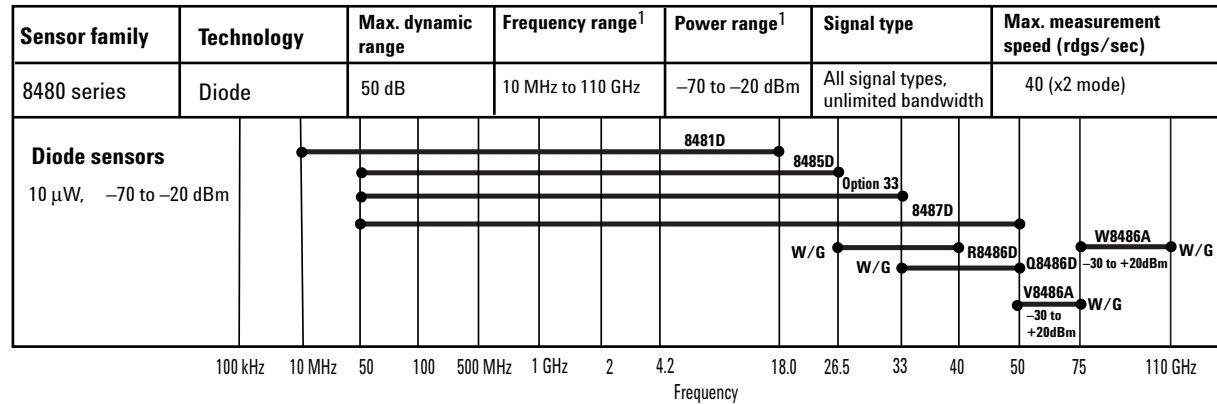 Sensor family
Technology
Max. dynamic
range
Frequency range1
Power range1
Signal type
Max. measurement
speed (rdgs/sec)
8480 series
Diode
50 dB
10 MHz to 110 GHz
–70 to –20 dBm
All signal types,
unlimited bandwidth
40 (x2 mode)
Diode sensors
10 µW, –70 to –20 dBm
8481D
8485D
Option 33
8487D
W/G
R8486D
W/G
Q8486D
W8486A
–30 to +20dBm
W/G
V8486A
–30 to
+20dBm
W/G
100 kHz 10 MHz 50 100 500 MHz 1 GHz 2 4.2 18.0 26.5 33 40 50 75 110 GHz
Frequency